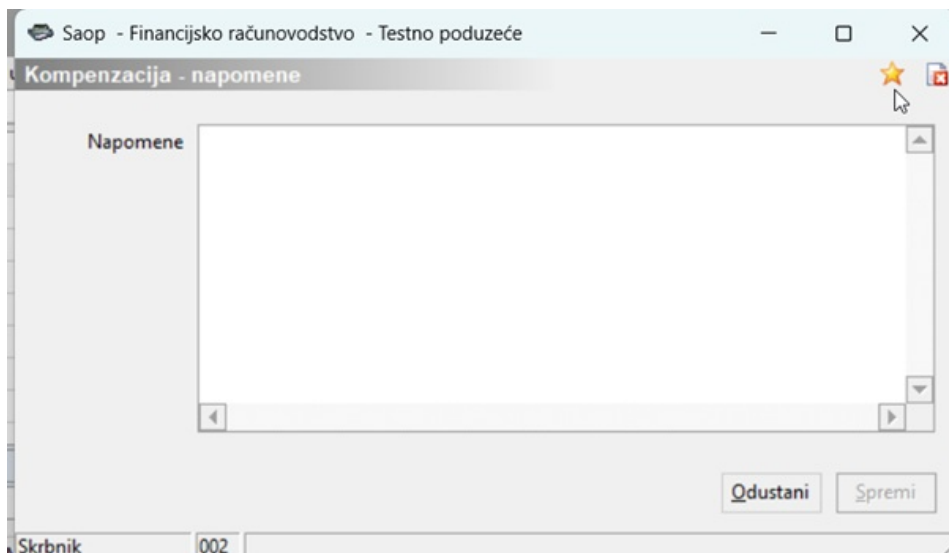 Saop - Financijsko računovodstvo - Testno poduzeće
Kompenzacija - napomene
Napomene
Odustani
Spremi
Skrbnik
002